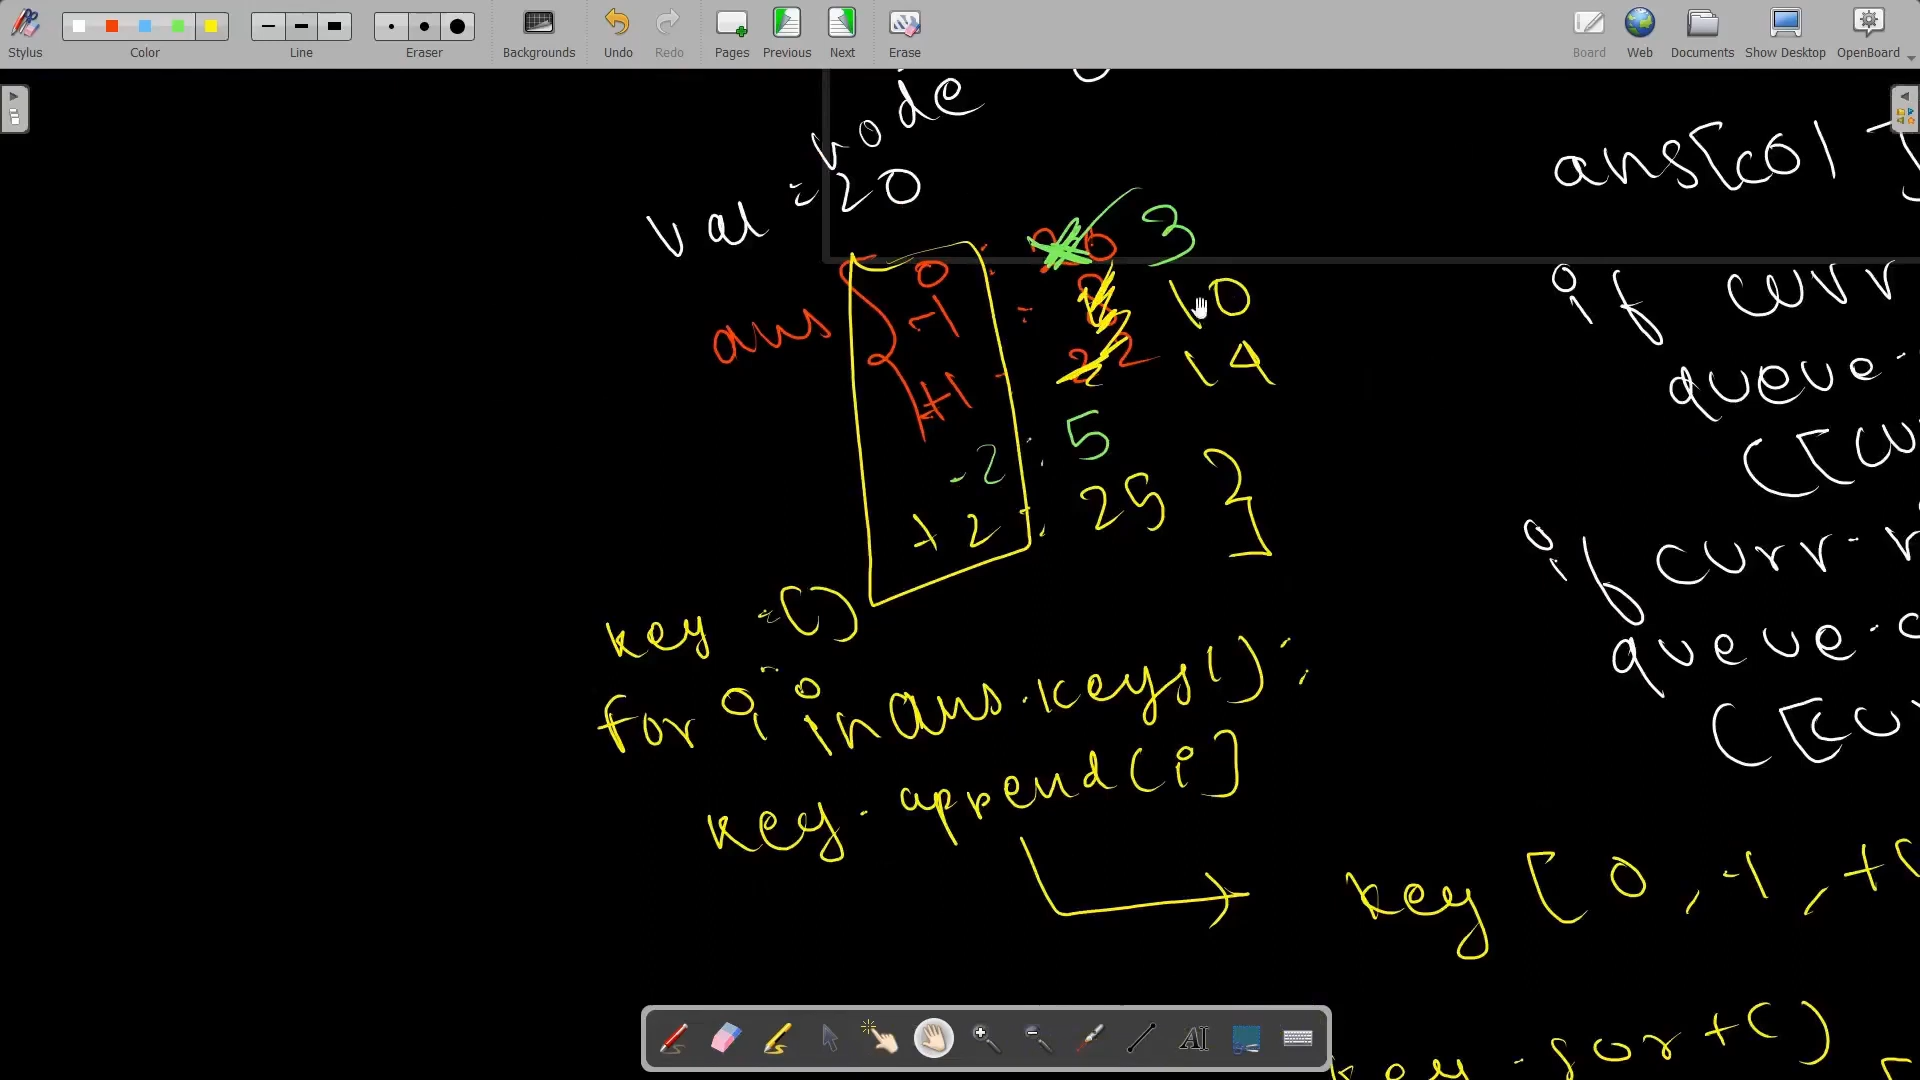 Stylus Color Line Eraser Backgrounds Undo Redo Pages Previous Next Erase Board Web Documents Show Desktop OpenBoard
node
val = 20
ans[col]
0 : 3
ans
-1 : 10
+1 : 14
-2 : 5
+2 : 25 }
if curr
queue.
([cu
if curr.r
queue.a
([cu
key = ()
for i in ans.keys():
key.append(i]
key [0, -1, +
key.sort()